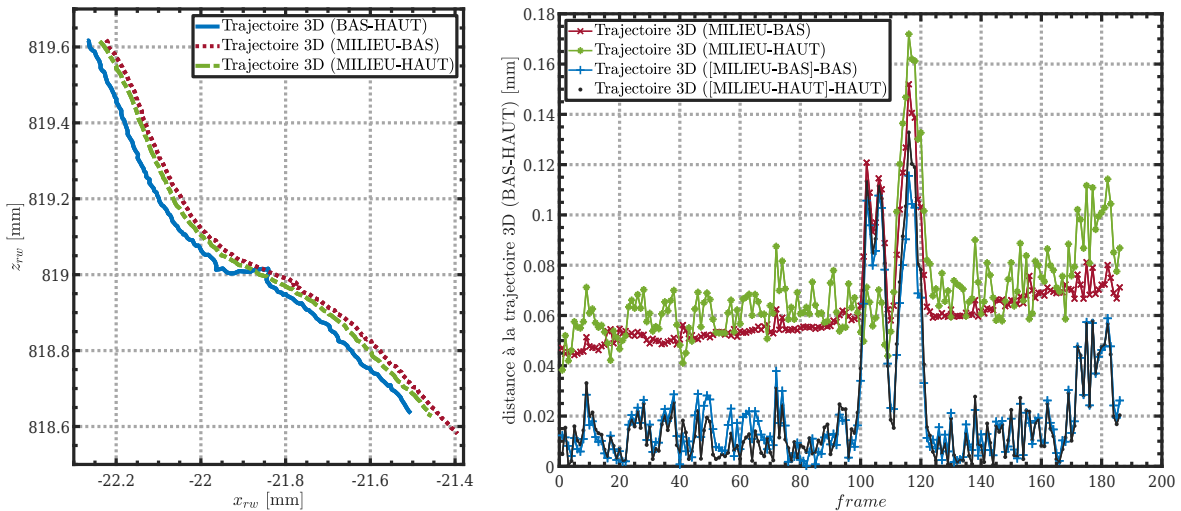 Trajectoire 3D (BAS-HAUT)
Trajectoire 3D (MILIEU-BAS)
Trajectoire 3D (MILIEU-HAUT)
819.6
819.4
819.2
819
818.8
818.6
z_rw [mm]
-22.2
-22
-21.8
-21.6
-21.4
x_rw [mm]
Trajectoire 3D (MILIEU-BAS)
Trajectoire 3D (MILIEU-HAUT)
Trajectoire 3D ([MILIEU-BAS]-BAS)
Trajectoire 3D ([MILIEU-HAUT]-HAUT)
0.18
0.16
0.14
0.12
0.1
0.08
0.06
0.04
0.02
0
distance à la trajectoire 3D (BAS-HAUT) [mm]
0
20
40
60
80
100
120
140
160
180
200
frame